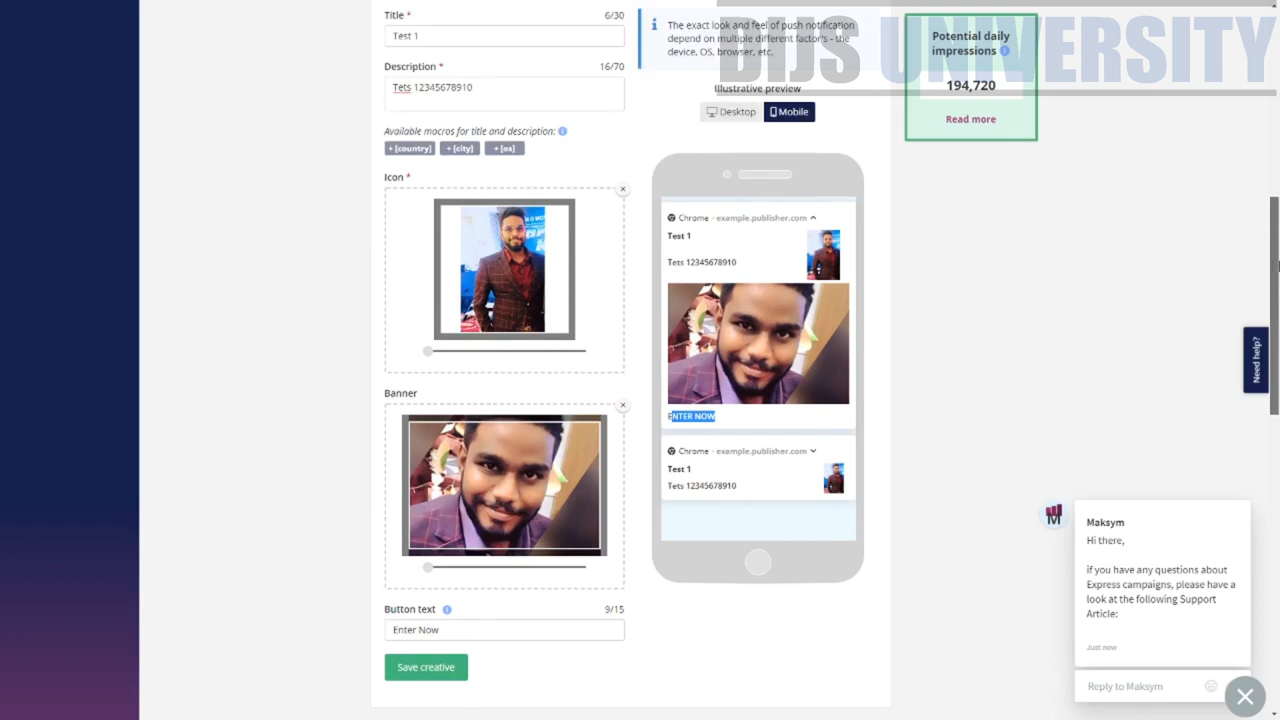 Title * 6/30
Test 1
Description * 16/70
Tets 12345678910
Available macros for title and description:
+ [country] + [city] + [os]
Icon *
Banner
Button text 9/15
Enter Now
Save creative
The exact look and feel of push notification
depend on multiple different factor's - the
device, OS, browser, etc.
Illustrative preview
Desktop Mobile
Chrome - example.publisher.com
Test 1
Tets 12345678910
ENTER NOW
Chrome - example.publisher.com
Test 1
Tets 12345678910
DIJS UNIVERSITY
Potential daily
impressions
194,720
Read more
Need help?
Maksym
Hi there,
if you have any questions about
Express campaigns, please have a
look at the following Support
Article:
Just now
Reply to Maksym